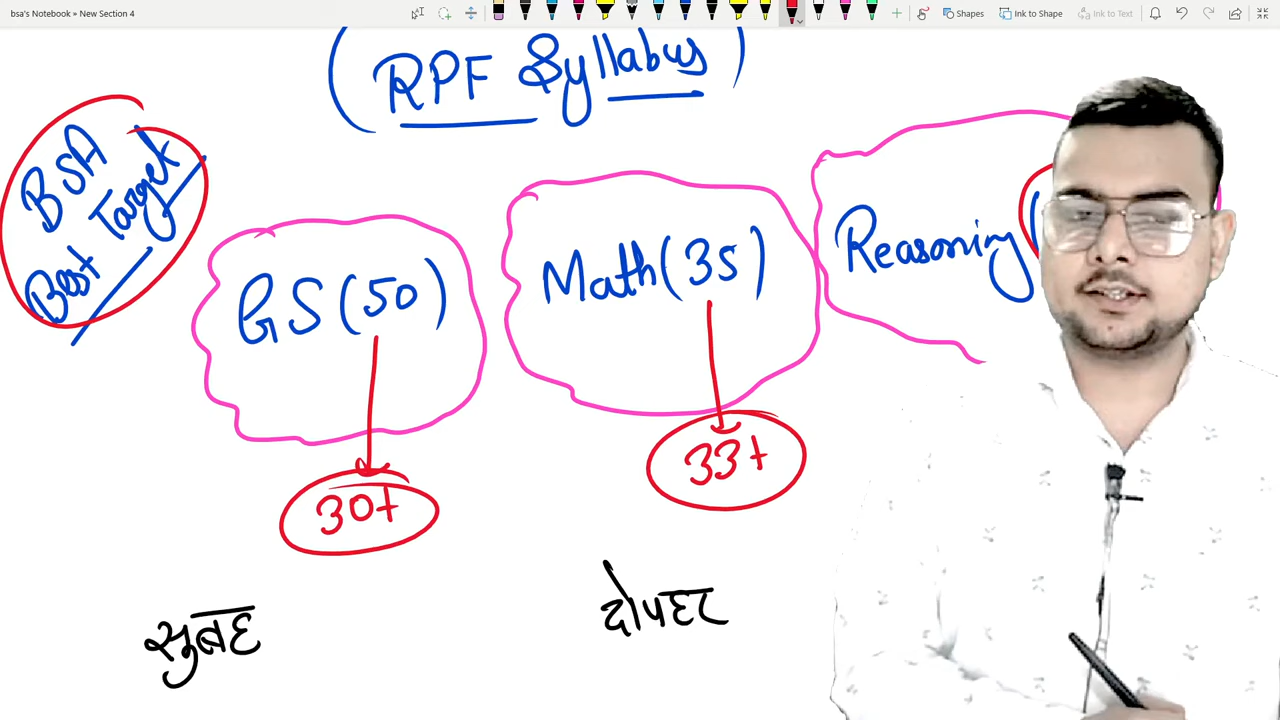 bsa's Notebook » New Section 4
Shapes
Ink to Shape
Ink to Text
(RPF Syllabus)
BSA
Best Target
GS (50)
Math (35)
Reasoning (
30+
33+
सुबह
दोपहर